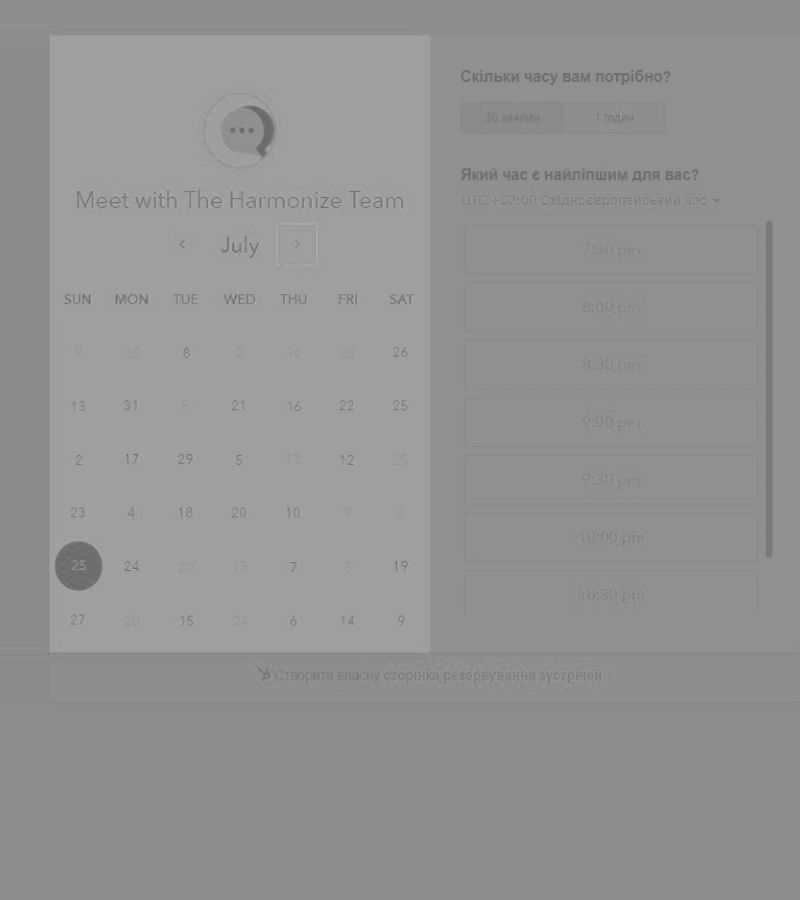 Meet with The Harmonize Team
July
SUN MON TUE WED THU FRI SAT
9 30 8 2 16 28 26
13 31 5 21 16 22 25
2 17 29 5 13 12 25
23 4 18 20 10 9 6
25 24 20 13 7 3 19
27 20 15 24 6 14 9
Скільки часу вам потрібно?
30 хвилин 1 годин
Який час є найліпшим для вас?
UTC +03:00 Східноєвропейський час
7:30 pm
8:00 pm
8:30 pm
9:00 pm
9:30 pm
10:00 pm
10:30 pm
Створити власну сторінка резервування зустрічей